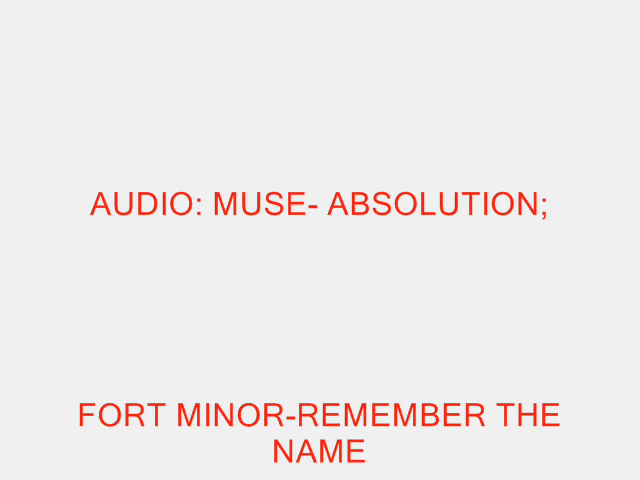 AUDIO: MUSE- ABSOLUTION;
FORT MINOR-REMEMBER THE
NAME